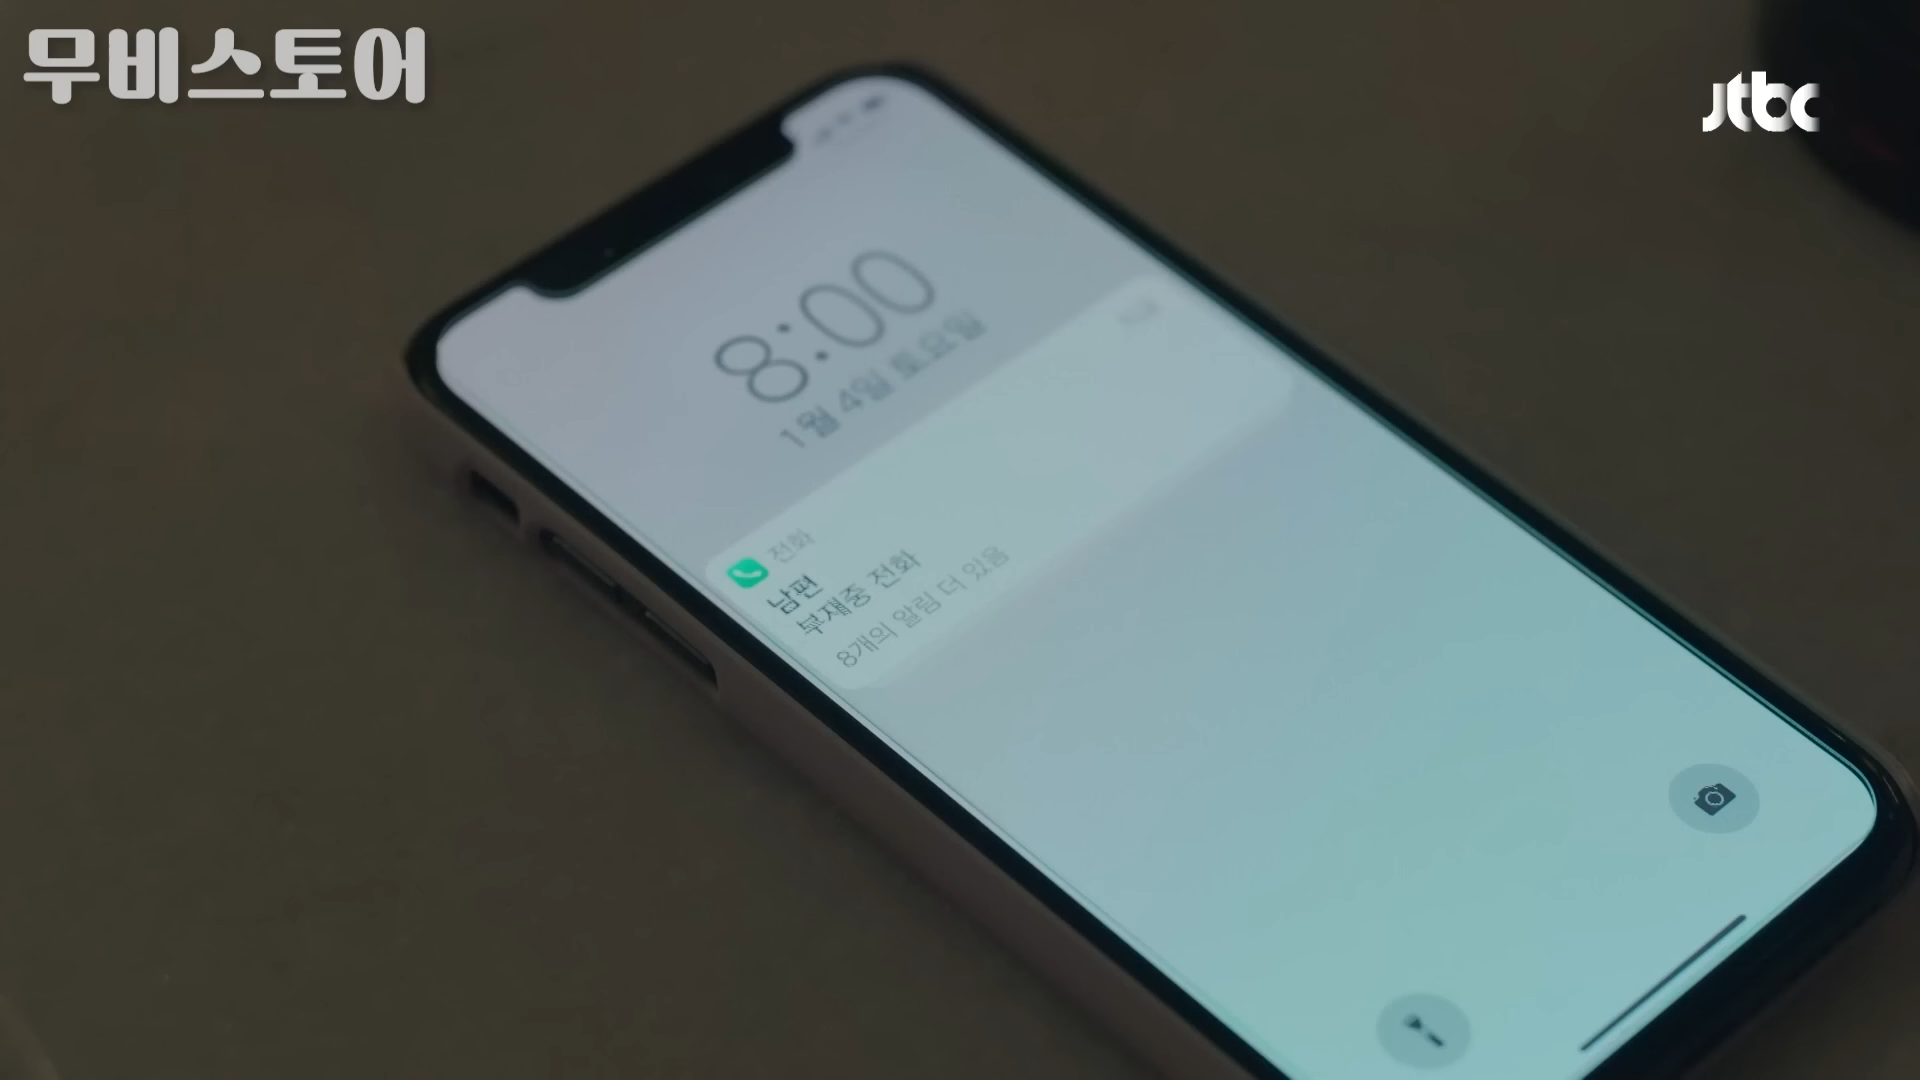 무비스토어
jtbc
8:00
1월 4일 토요일
전화
남편
부재중 전화
8개의 알림 더 있음